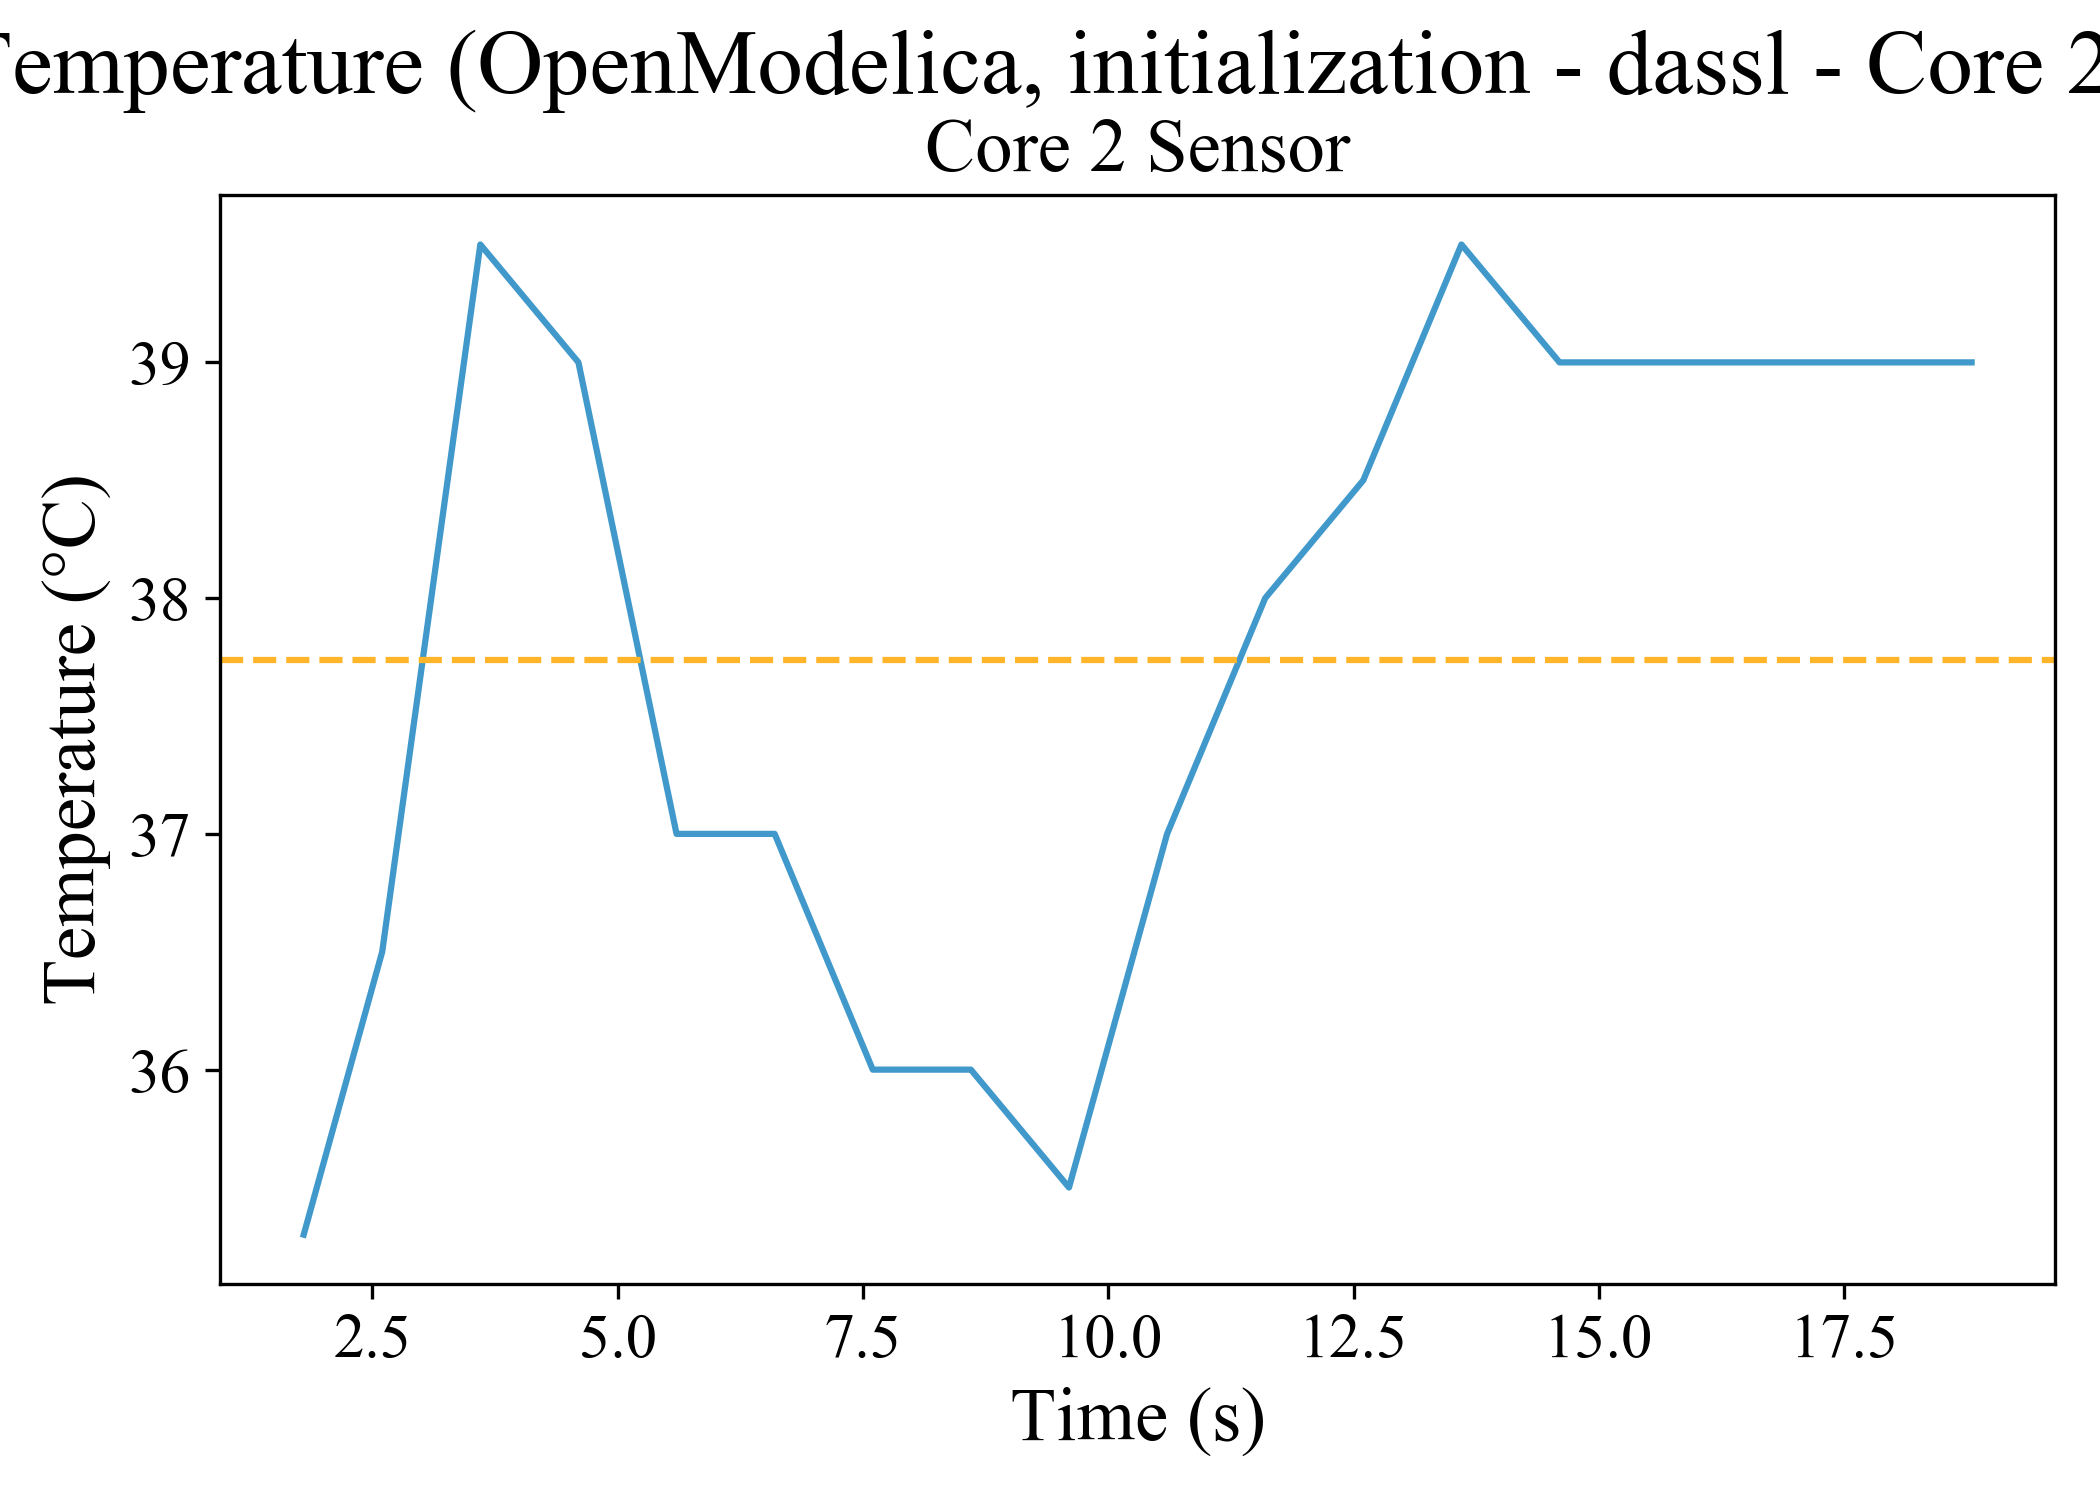 Temperature (OpenModelica, initialization - dassl - Core 2
Core 2 Sensor
Temperature (°C)
39
38
37
36
2.5 5.0 7.5 10.0 12.5 15.0 17.5
Time (s)